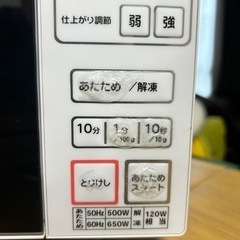 仕上がり調節 弱 強
あたため/解凍
10分 1分 10秒
/100g /10g
とりけし あたため
スタート
あたため 50Hz 500W 解凍 120W
60Hz 650W 相当